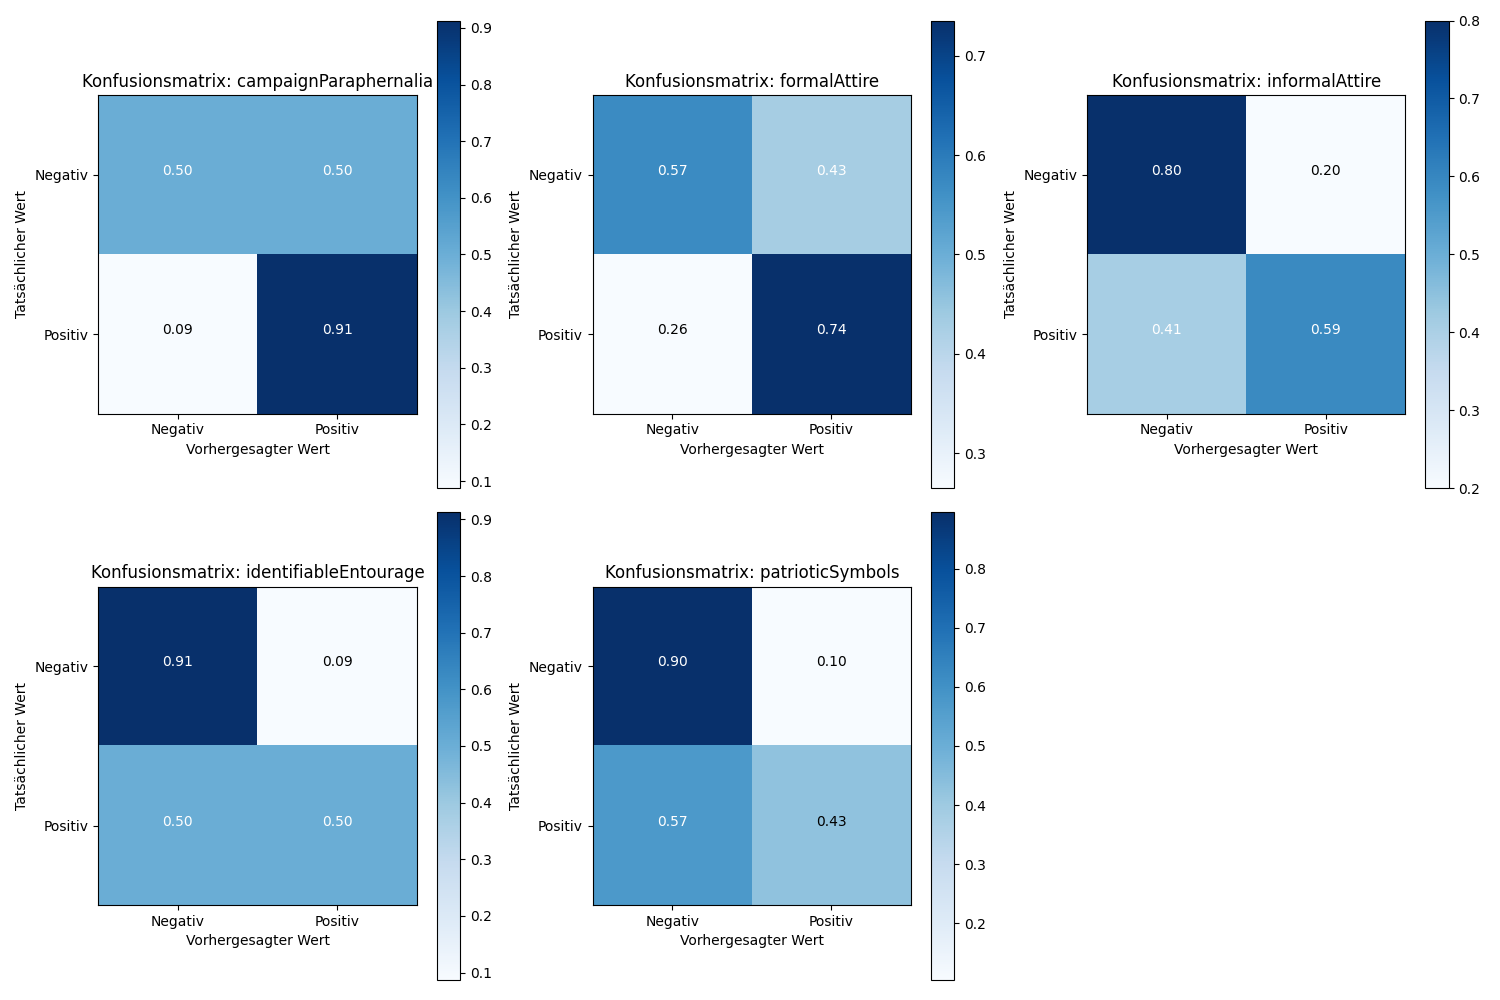 Konfusionsmatrix: campaignParaphernalia
Tatsächlicher Wert
Negativ
Positiv
0.50 0.50
0.09 0.91
Negativ Positiv
Vorhergesagter Wert
0.9
0.8
0.7
0.6
0.5
0.4
0.3
0.2
0.1
Konfusionsmatrix: formalAttire
Tatsächlicher Wert
Negativ
Positiv
0.57 0.43
0.26 0.74
Negativ Positiv
Vorhergesagter Wert
0.7
0.6
0.5
0.4
0.3
Konfusionsmatrix: informalAttire
Tatsächlicher Wert
Negativ
Positiv
0.80 0.20
0.41 0.59
Negativ Positiv
Vorhergesagter Wert
0.8
0.7
0.6
0.5
0.4
0.3
0.2
Konfusionsmatrix: identifiableEntourage
Tatsächlicher Wert
Negativ
Positiv
0.91 0.09
0.50 0.50
Negativ Positiv
Vorhergesagter Wert
0.9
0.8
0.7
0.6
0.5
0.4
0.3
0.2
0.1
Konfusionsmatrix: patrioticSymbols
Tatsächlicher Wert
Negativ
Positiv
0.90 0.10
0.57 0.43
Negativ Positiv
Vorhergesagter Wert
0.8
0.7
0.6
0.5
0.4
0.3
0.2